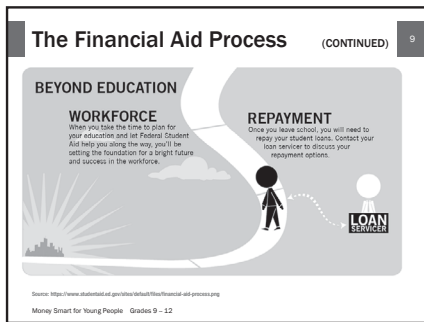 The Financial Aid Process (CONTINUED) 9
BEYOND EDUCATION
WORKFORCE
When you take the time to plan for
your education and let Federal Student
Aid help you along the way, you'll be
setting the foundation for a bright future
and success in the workforce.
REPAYMENT
Once you leave school, you will need to
repay your student loans. Contact your
loan servicer to discuss your
repayment options.
LOAN
SERVICER
Source: https://www.studentaid.ed.gov/sites/default/files/financial-aid-process.png
Money Smart for Young People Grades 9 – 12